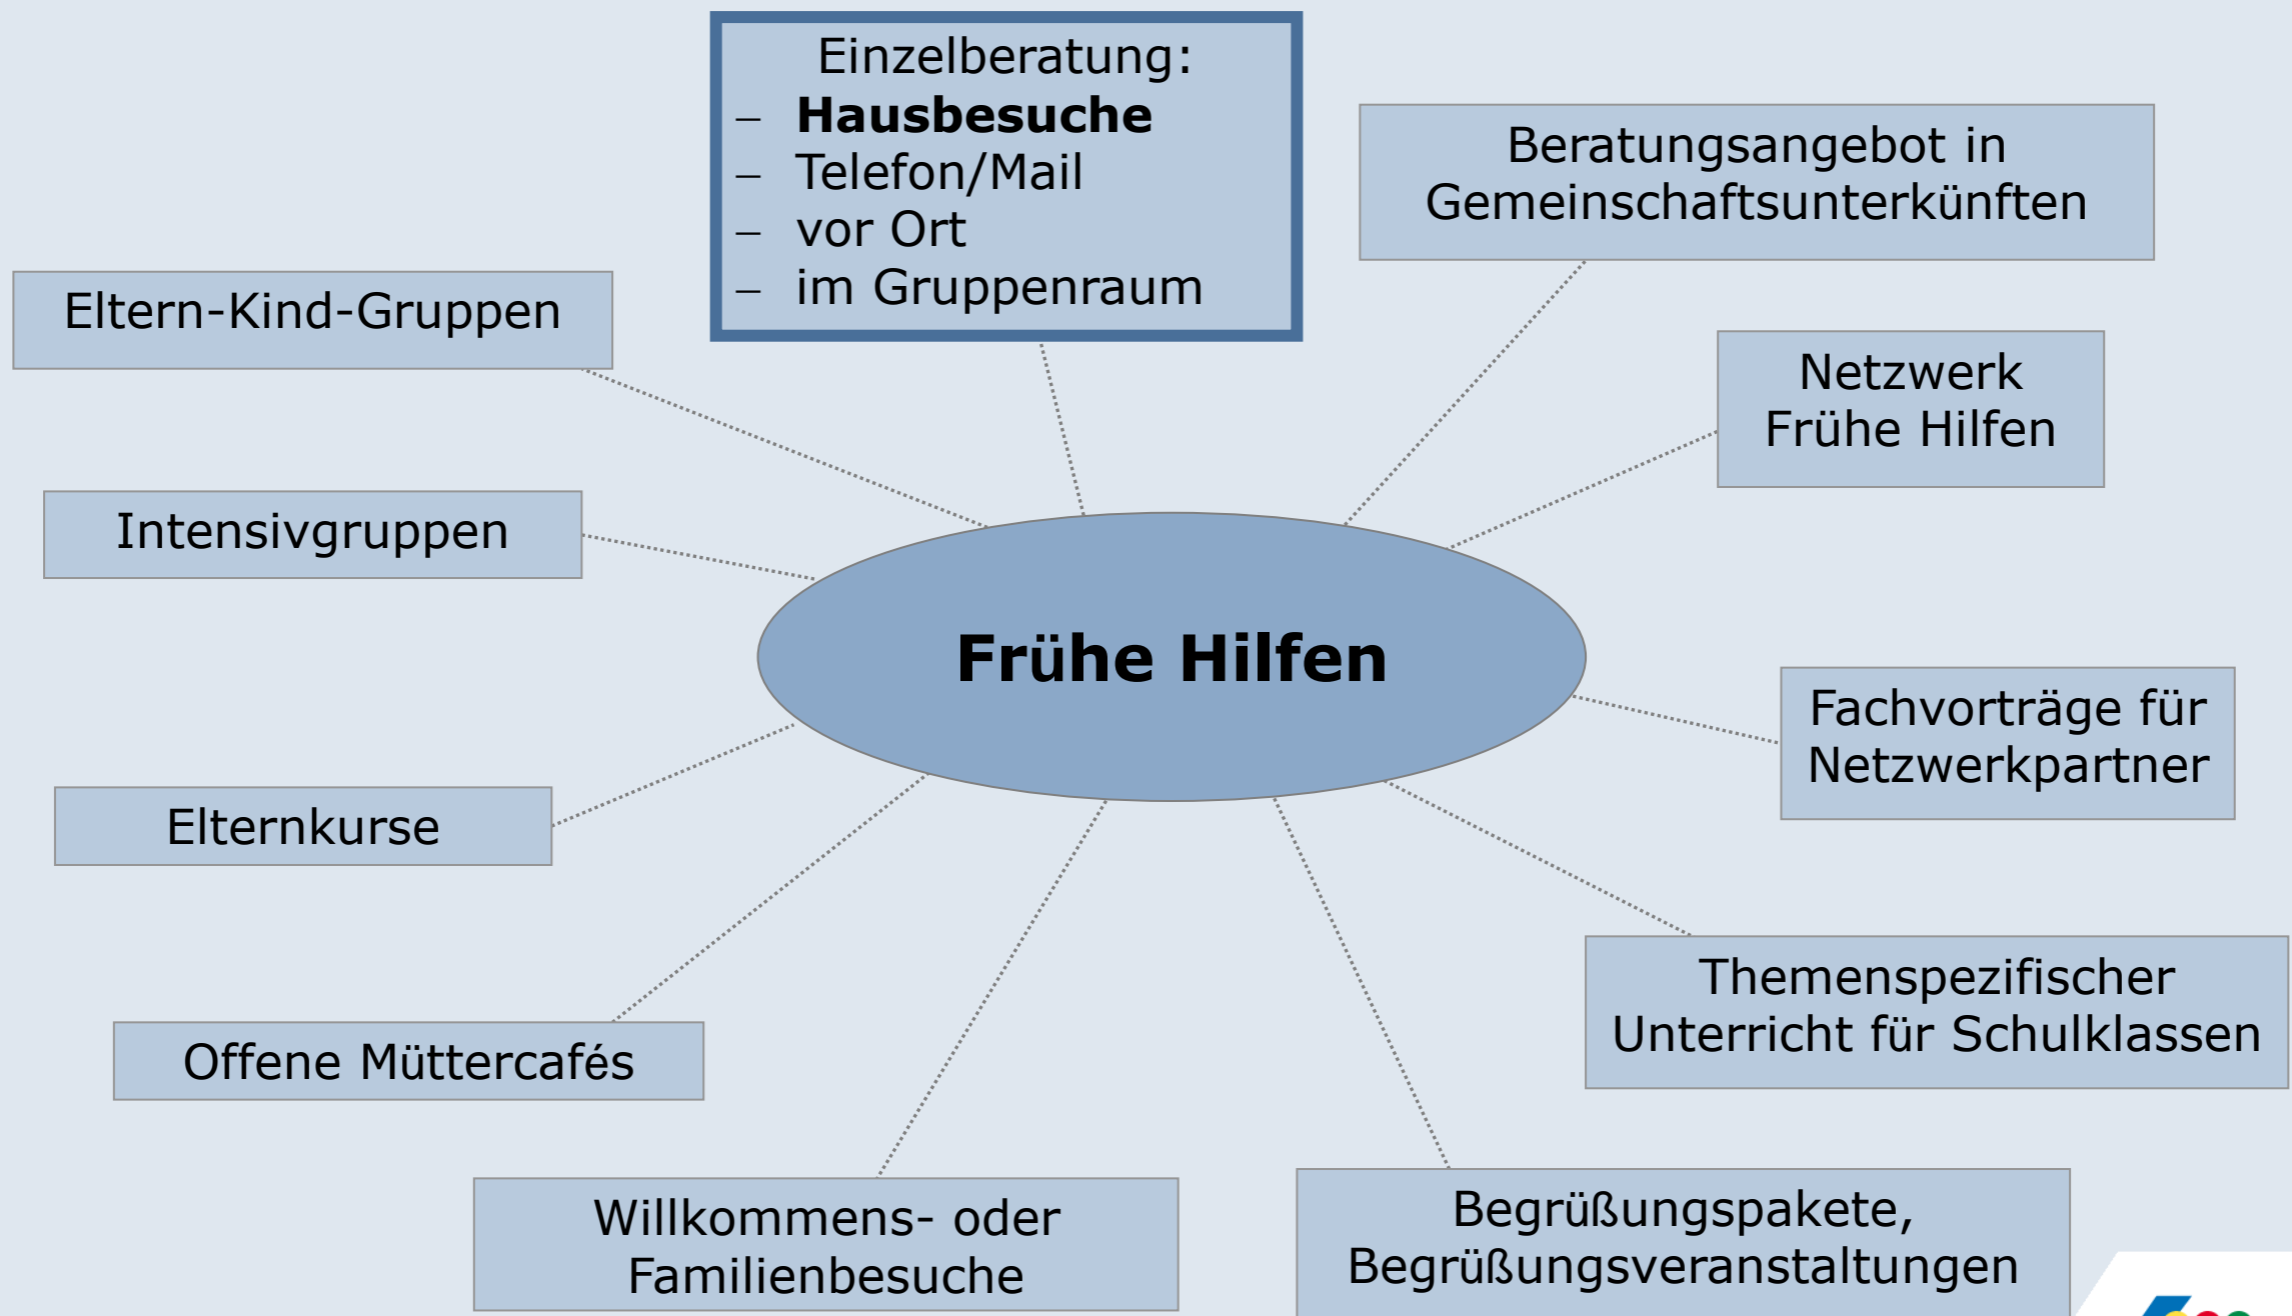 Einzelberatung:
– Hausbesuche
– Telefon/Mail
– vor Ort
– im Gruppenraum
Beratungsangebot in
Gemeinschaftsunterkünften
Eltern-Kind-Gruppen
Netzwerk
Frühe Hilfen
Intensivgruppen
Frühe Hilfen
Fachvorträge für
Netzwerkpartner
Elternkurse
Themenspezifischer
Unterricht für Schulklassen
Offene Müttercafés
Willkommens- oder
Familienbesuche
Begrüßungspakete,
Begrüßungsveranstaltungen